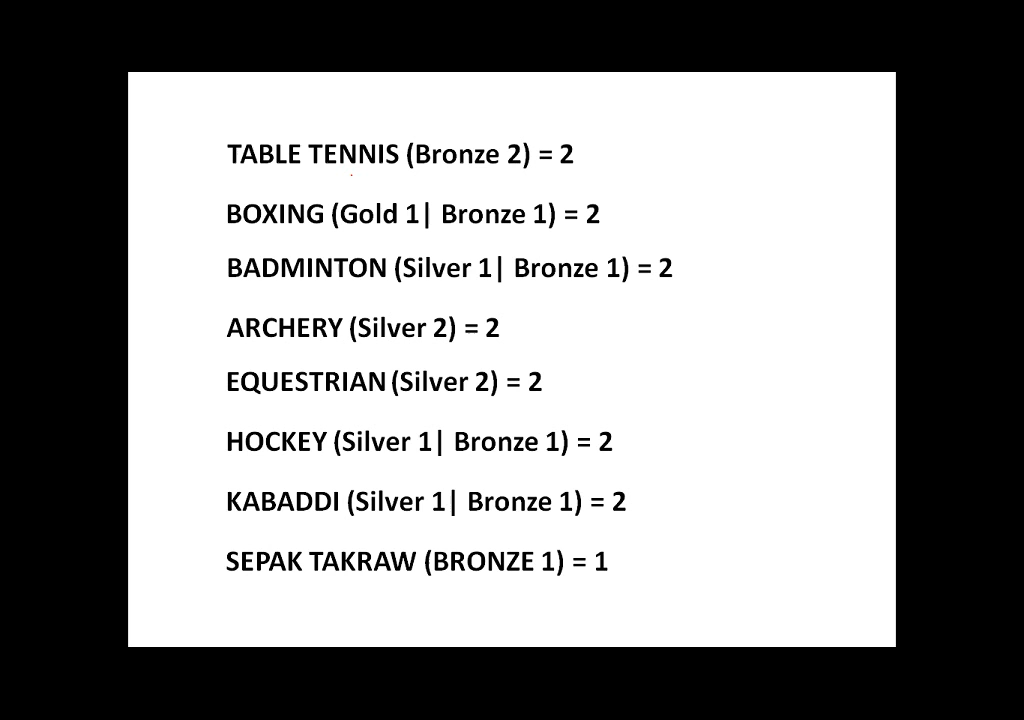 TABLE TENNIS (Bronze 2) = 2
BOXING (Gold 1| Bronze 1) = 2
BADMINTON (Silver 1| Bronze 1) = 2
ARCHERY (Silver 2) = 2
EQUESTRIAN (Silver 2) = 2
HOCKEY (Silver 1| Bronze 1) = 2
KABADDI (Silver 1| Bronze 1) = 2
SEPAK TAKRAW (BRONZE 1) = 1